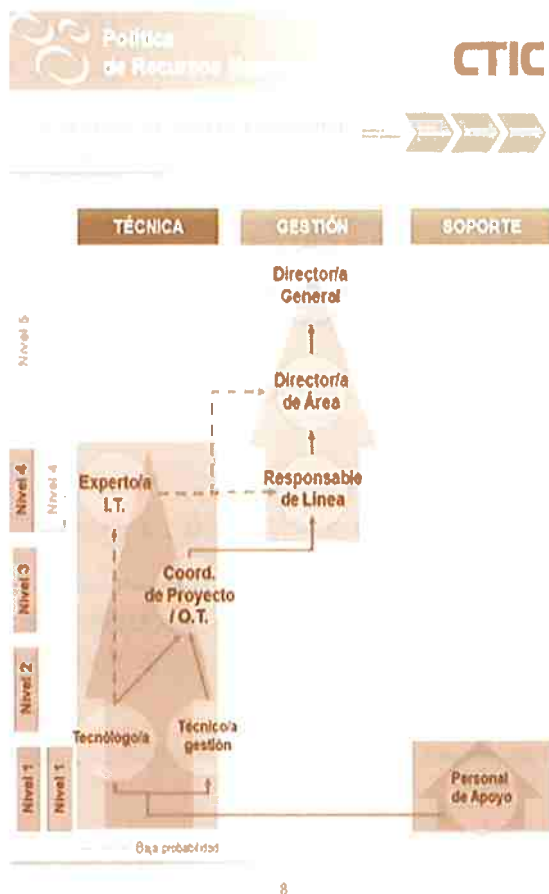 Política
de Recursos
CTIC
TÉCNICA
GESTIÓN
SOPORTE
Director/a
General
Nivel 5
Director/a
de Área
Nivel 4
Nivel 4
Experto/a
I.T.
Responsable
de Línea
Nivel 3
Coord.
de Proyecto
/ O.T.
Nivel 2
Tecnólogo/a
Técnico/a
gestión
Nivel 1
Nivel 1
Personal
de Apoyo
Baja probabilidad
8